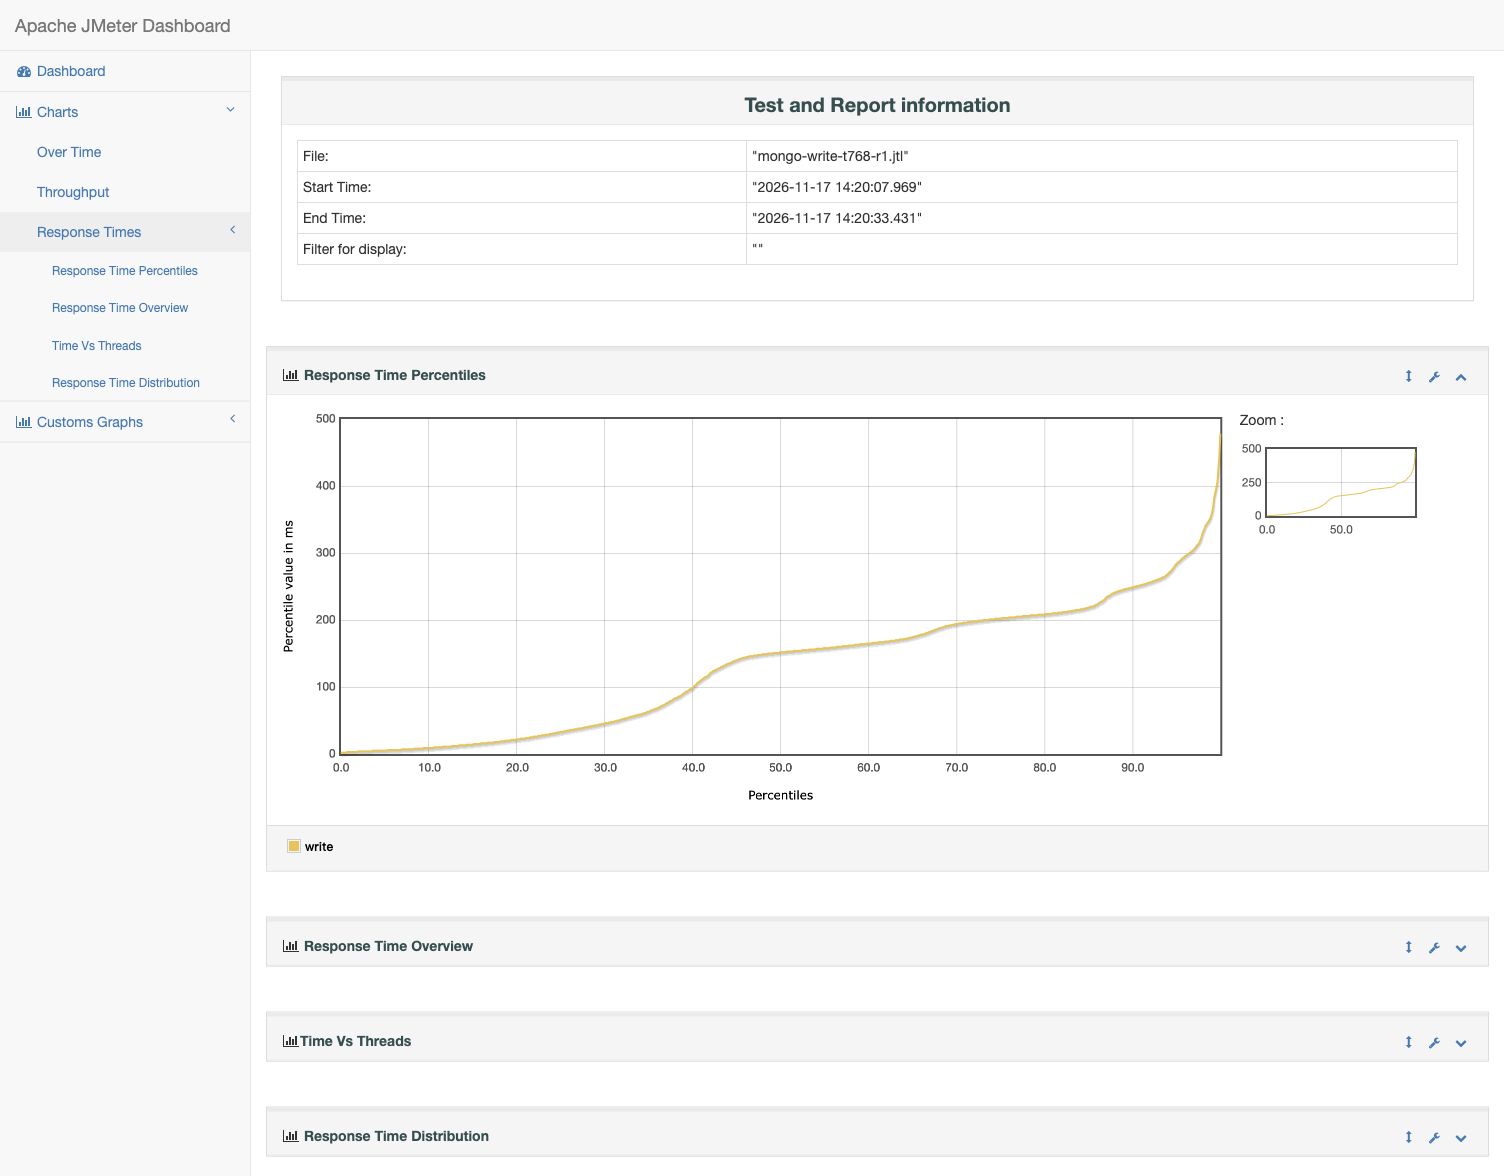 Apache JMeter Dashboard
Dashboard
Charts
Over Time
Throughput
Response Times
Response Time Percentiles
Response Time Overview
Time Vs Threads
Response Time Distribution
Customs Graphs
Test and Report information
File: "mongo-write-t768-r1.jtl"
Start Time: "2026-11-17 14:20:07.969"
End Time: "2026-11-17 14:20:33.431"
Filter for display: ""
Response Time Percentiles
500
400
300
200
100
0
Percentile value in ms
0.0 10.0 20.0 30.0 40.0 50.0 60.0 70.0 80.0 90.0
Percentiles
Zoom :
500
250
0
0.0 50.0
write
Response Time Overview
Time Vs Threads
Response Time Distribution